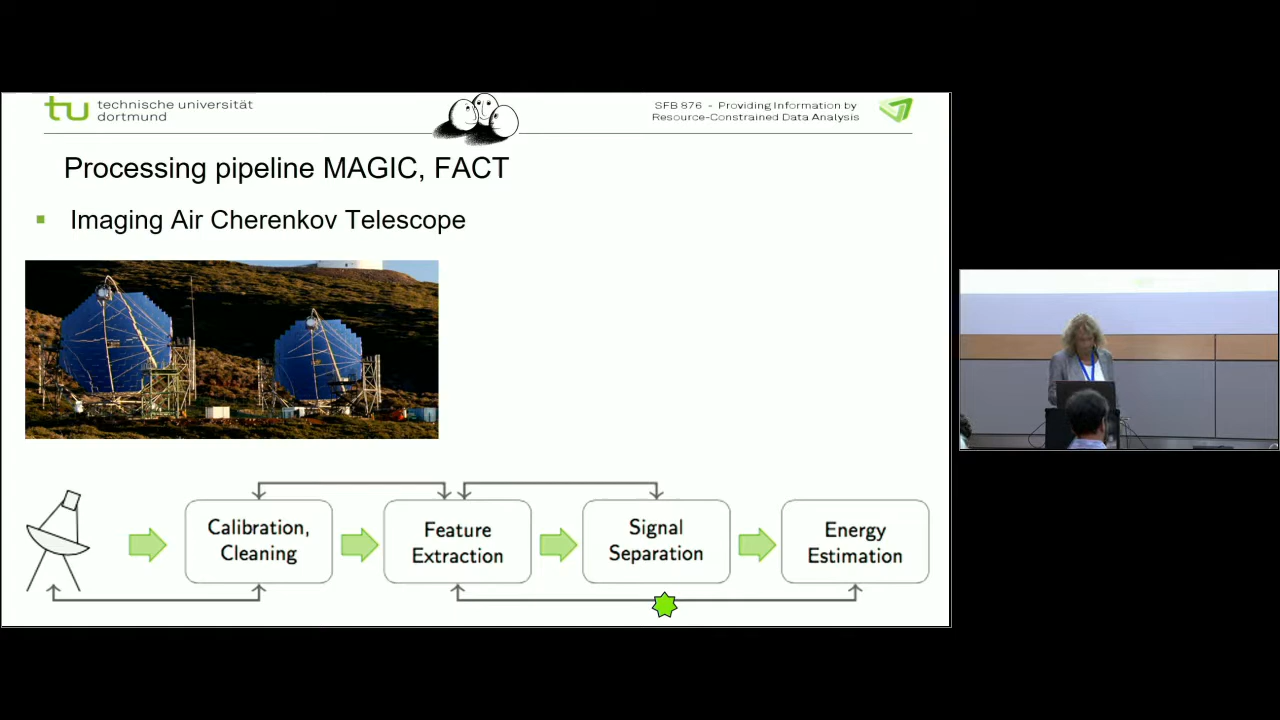 tu technische universität
dortmund
SFB 876 - Providing Information by
Resource-Constrained Data Analysis
Processing pipeline MAGIC, FACT
Imaging Air Cherenkov Telescope
Calibration,
Cleaning
Feature
Extraction
Signal
Separation
Energy
Estimation